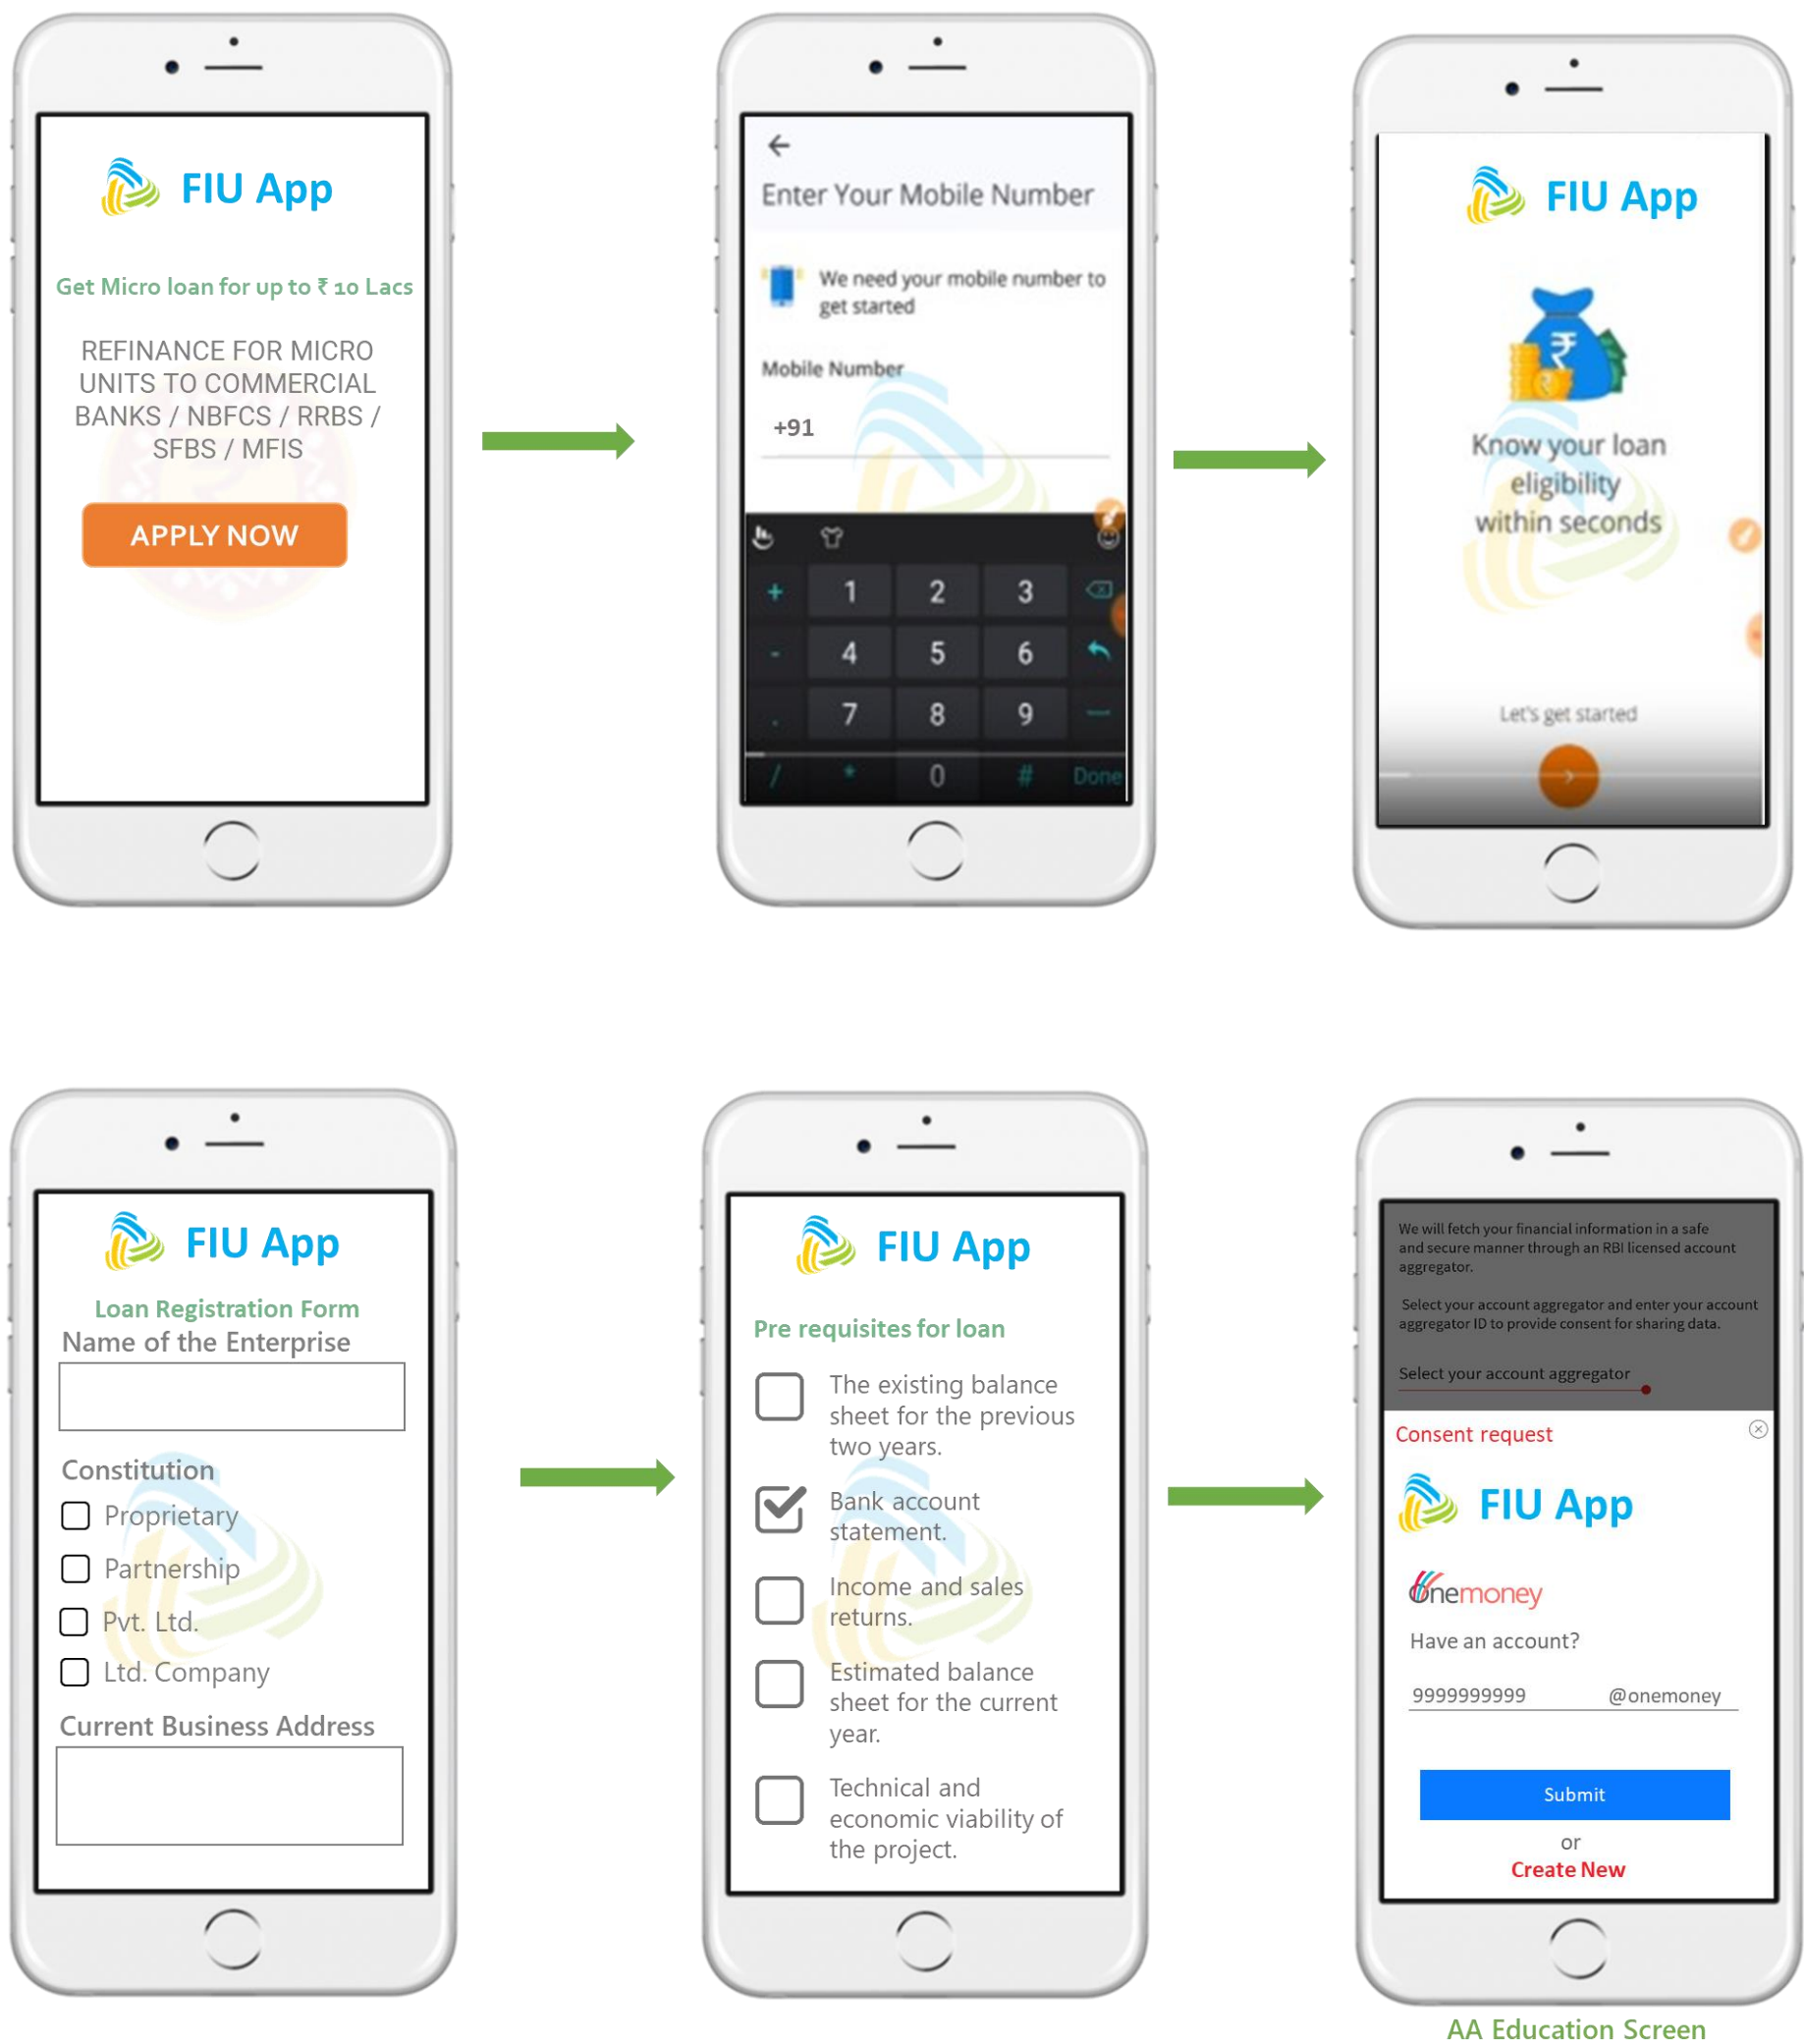 FIU App
Get Micro loan for up to ₹ 10 Lacs
REFINANCE FOR MICRO
UNITS TO COMMERCIAL
BANKS / NBFCS / RRBS /
SFBS / MFIS
APPLY NOW
Enter Your Mobile Number
We need your mobile number to
get started
Mobile Number
+91
+ 1 2 3
- 4 5 6
. 7 8 9
/ * 0 # Done
FIU App
₹
₹
Know your loan
eligibility
within seconds
Let's get started
FIU App
Loan Registration Form
Name of the Enterprise
Constitution
Proprietary
Partnership
Pvt. Ltd.
Ltd. Company
Current Business Address
FIU App
Pre requisites for loan
The existing balance
sheet for the previous
two years.
Bank account
statement.
Income and sales
returns.
Estimated balance
sheet for the current
year.
Technical and
economic viability of
the project.
We will fetch your financial information in a safe
and secure manner through an RBI licensed account
aggregator.
Select your account aggregator and enter your account
aggregator ID to provide consent for sharing data.
Select your account aggregator
Consent request
FIU App
Onemoney
Have an account?
9999999999 @onemoney
Submit
or
Create New
AA Education Screen